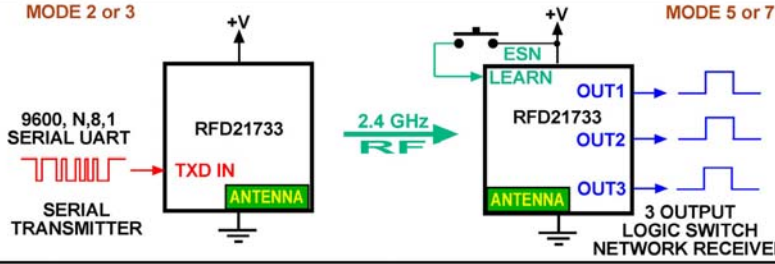 MODE 2 or 3
+V
9600, N,8,1
SERIAL UART
RFD21733
TXD IN
ANTENNA
SERIAL
TRANSMITTER
2.4 GHz
RF
MODE 5 or 7
+V
ESN
LEARN
OUT1
RFD21733
OUT2
ANTENNA
OUT3
3 OUTPUT
LOGIC SWITCH
NETWORK RECEIVER